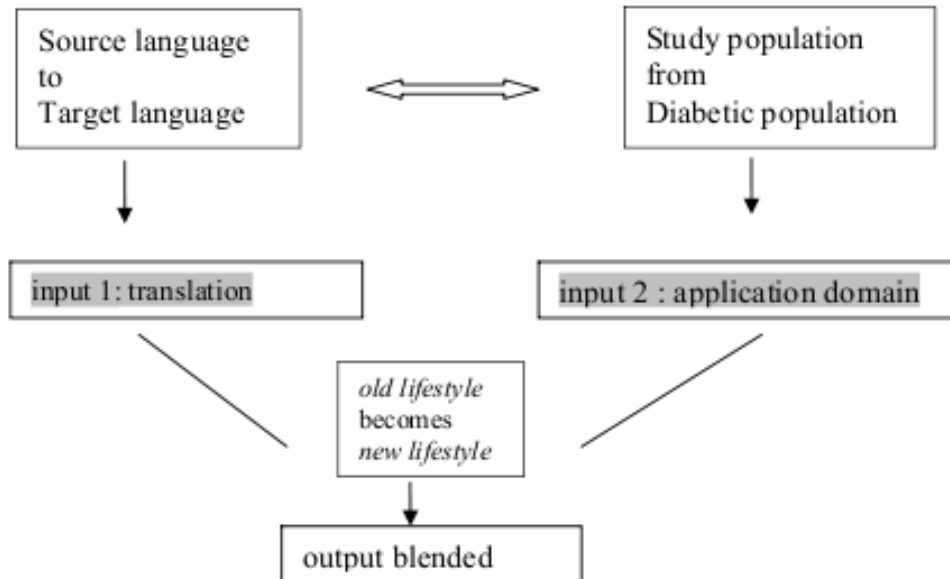 Source language
to
Target language
Study population
from
Diabetic population
input 1: translation
input 2 : application domain
old lifestyle
becomes
new lifestyle
output blended